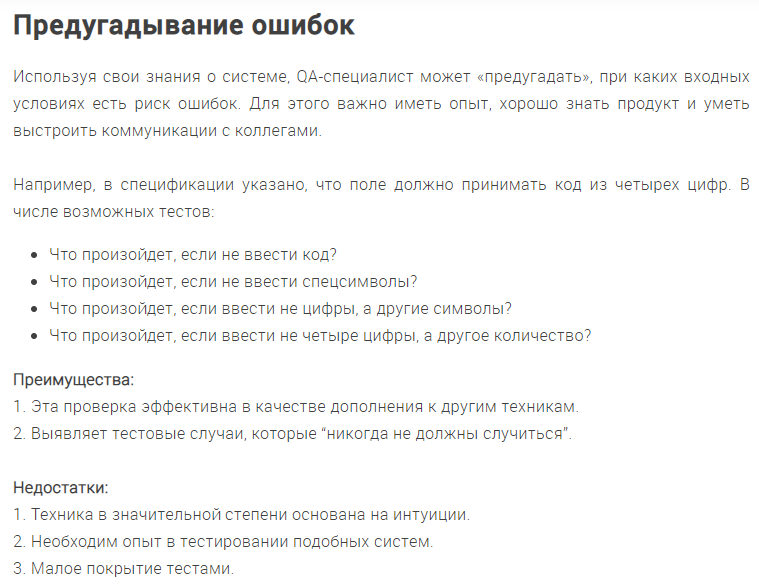 Предугадывание ошибок
Используя свои знания о системе, QA-специалист может «предугадать», при каких входных
условиях есть риск ошибок. Для этого важно иметь опыт, хорошо знать продукт и уметь
выстроить коммуникации с коллегами.
Например, в спецификации указано, что поле должно принимать код из четырех цифр. В
числе возможных тестов:
• Что произойдет, если не ввести код?
• Что произойдет, если не ввести спецсимволы?
• Что произойдет, если ввести не цифры, а другие символы?
• Что произойдет, если ввести не четыре цифры, а другое количество?
Преимущества:
1. Эта проверка эффективна в качестве дополнения к другим техникам.
2. Выявляет тестовые случаи, которые “никогда не должны случиться”.
Недостатки:
1. Техника в значительной степени основана на интуиции.
2. Необходим опыт в тестировании подобных систем.
3. Малое покрытие тестами.